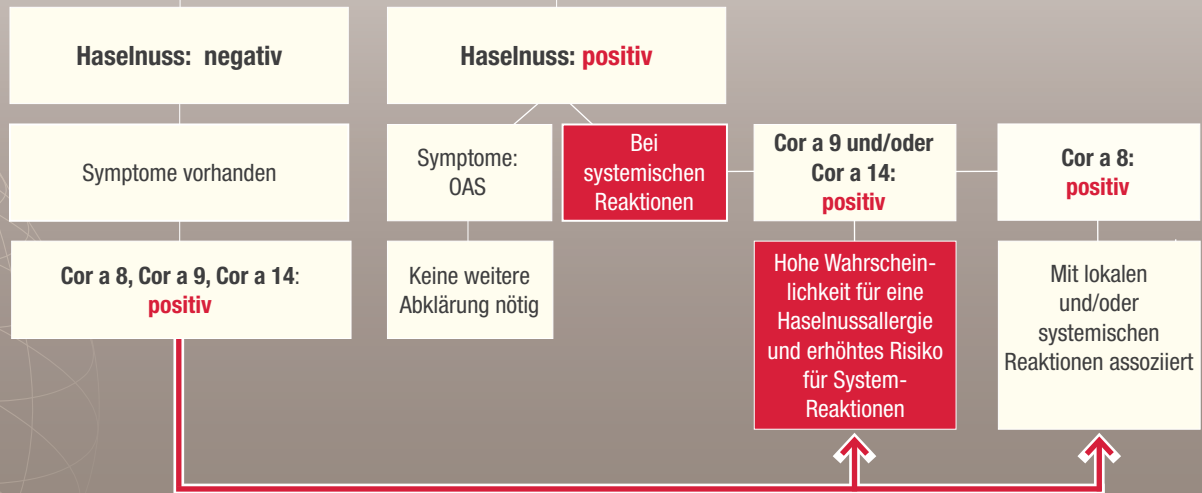 Haselnuss: negativ
Haselnuss: positiv
Symptome vorhanden
Symptome:
OAS
Bei
systemischen
Reaktionen
Cor a 9 und/oder
Cor a 14:
positiv
Cor a 8:
positiv
Cor a 8, Cor a 9, Cor a 14:
positiv
Keine weitere
Abklärung nötig
Hohe Wahrschein-
lichkeit für eine
Haselnussallergie
und erhöhtes Risiko
für System-
Reaktionen
Mit lokalen
und/oder
systemischen
Reaktionen assoziiert